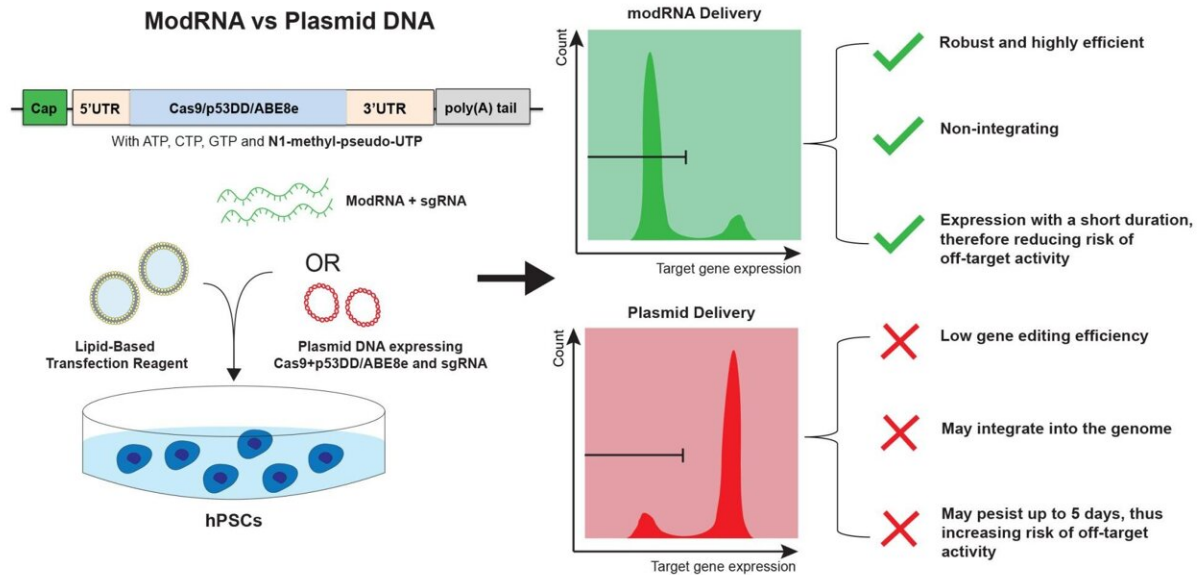 ModRNA vs Plasmid DNA
Cap
5'UTR
Cas9/p53DD/ABE8e
3'UTR
poly(A) tail
With ATP, CTP, GTP and N1-methyl-pseudo-UTP
ModRNA + sgRNA
OR
Lipid-Based
Transfection Reagent
Plasmid DNA expressing
Cas9+p53DD/ABE8e and sgRNA
hPSCs
modRNA Delivery
Count
Target gene expression
Robust and highly efficient
Non-integrating
Expression with a short duration,
therefore reducing risk of
off-target activity
Plasmid Delivery
Count
Target gene expression
Low gene editing efficiency
May integrate into the genome
May pesist up to 5 days, thus
increasing risk of off-target
activity